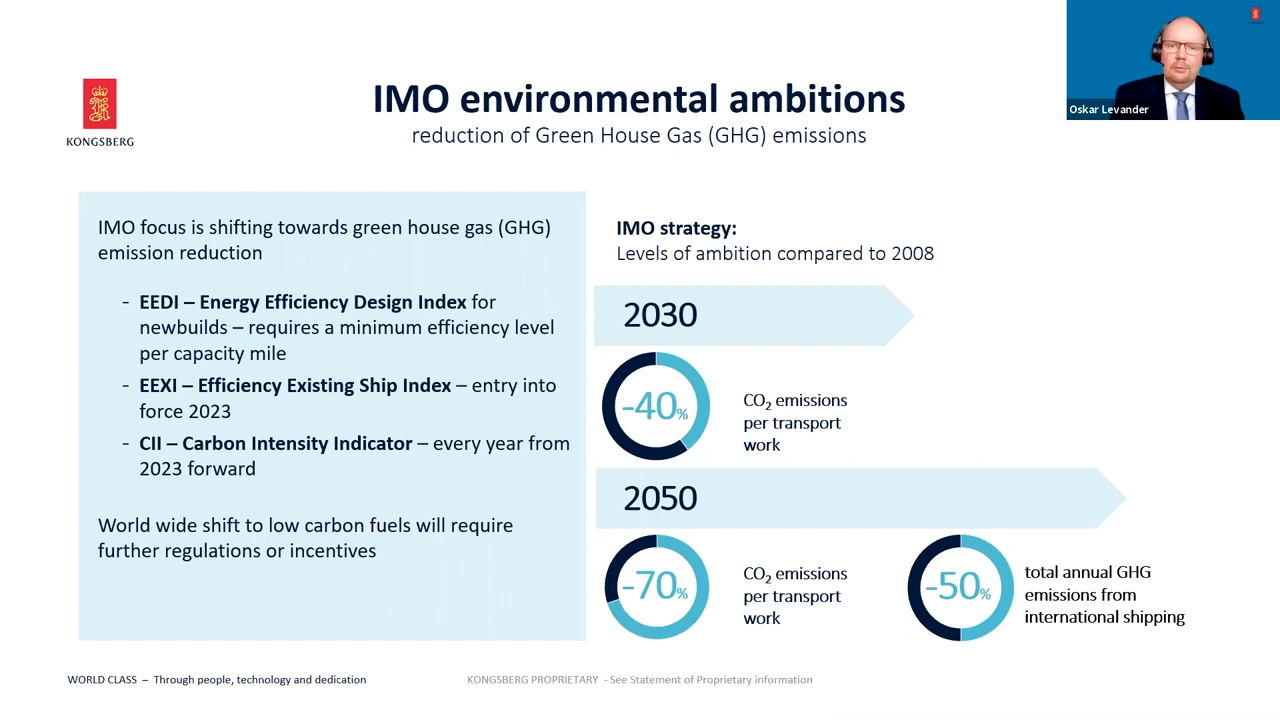 IMO environmental ambitions
reduction of Green House Gas (GHG) emissions
KONGSBERG
Oskar Levander
IMO focus is shifting towards green house gas (GHG)
emission reduction
- EEDI – Energy Efficiency Design Index for
newbuilds – requires a minimum efficiency level
per capacity mile
- EEXI – Efficiency Existing Ship Index – entry into
force 2023
- CII – Carbon Intensity Indicator – every year from
2023 forward
World wide shift to low carbon fuels will require
further regulations or incentives
IMO strategy:
Levels of ambition compared to 2008
2030
-40%
CO₂ emissions
per transport
work
2050
-70%
CO₂ emissions
per transport
work
-50%
total annual GHG
emissions from
international shipping
WORLD CLASS – Through people, technology and dedication
KONGSBERG PROPRIETARY - See Statement of Proprietary information